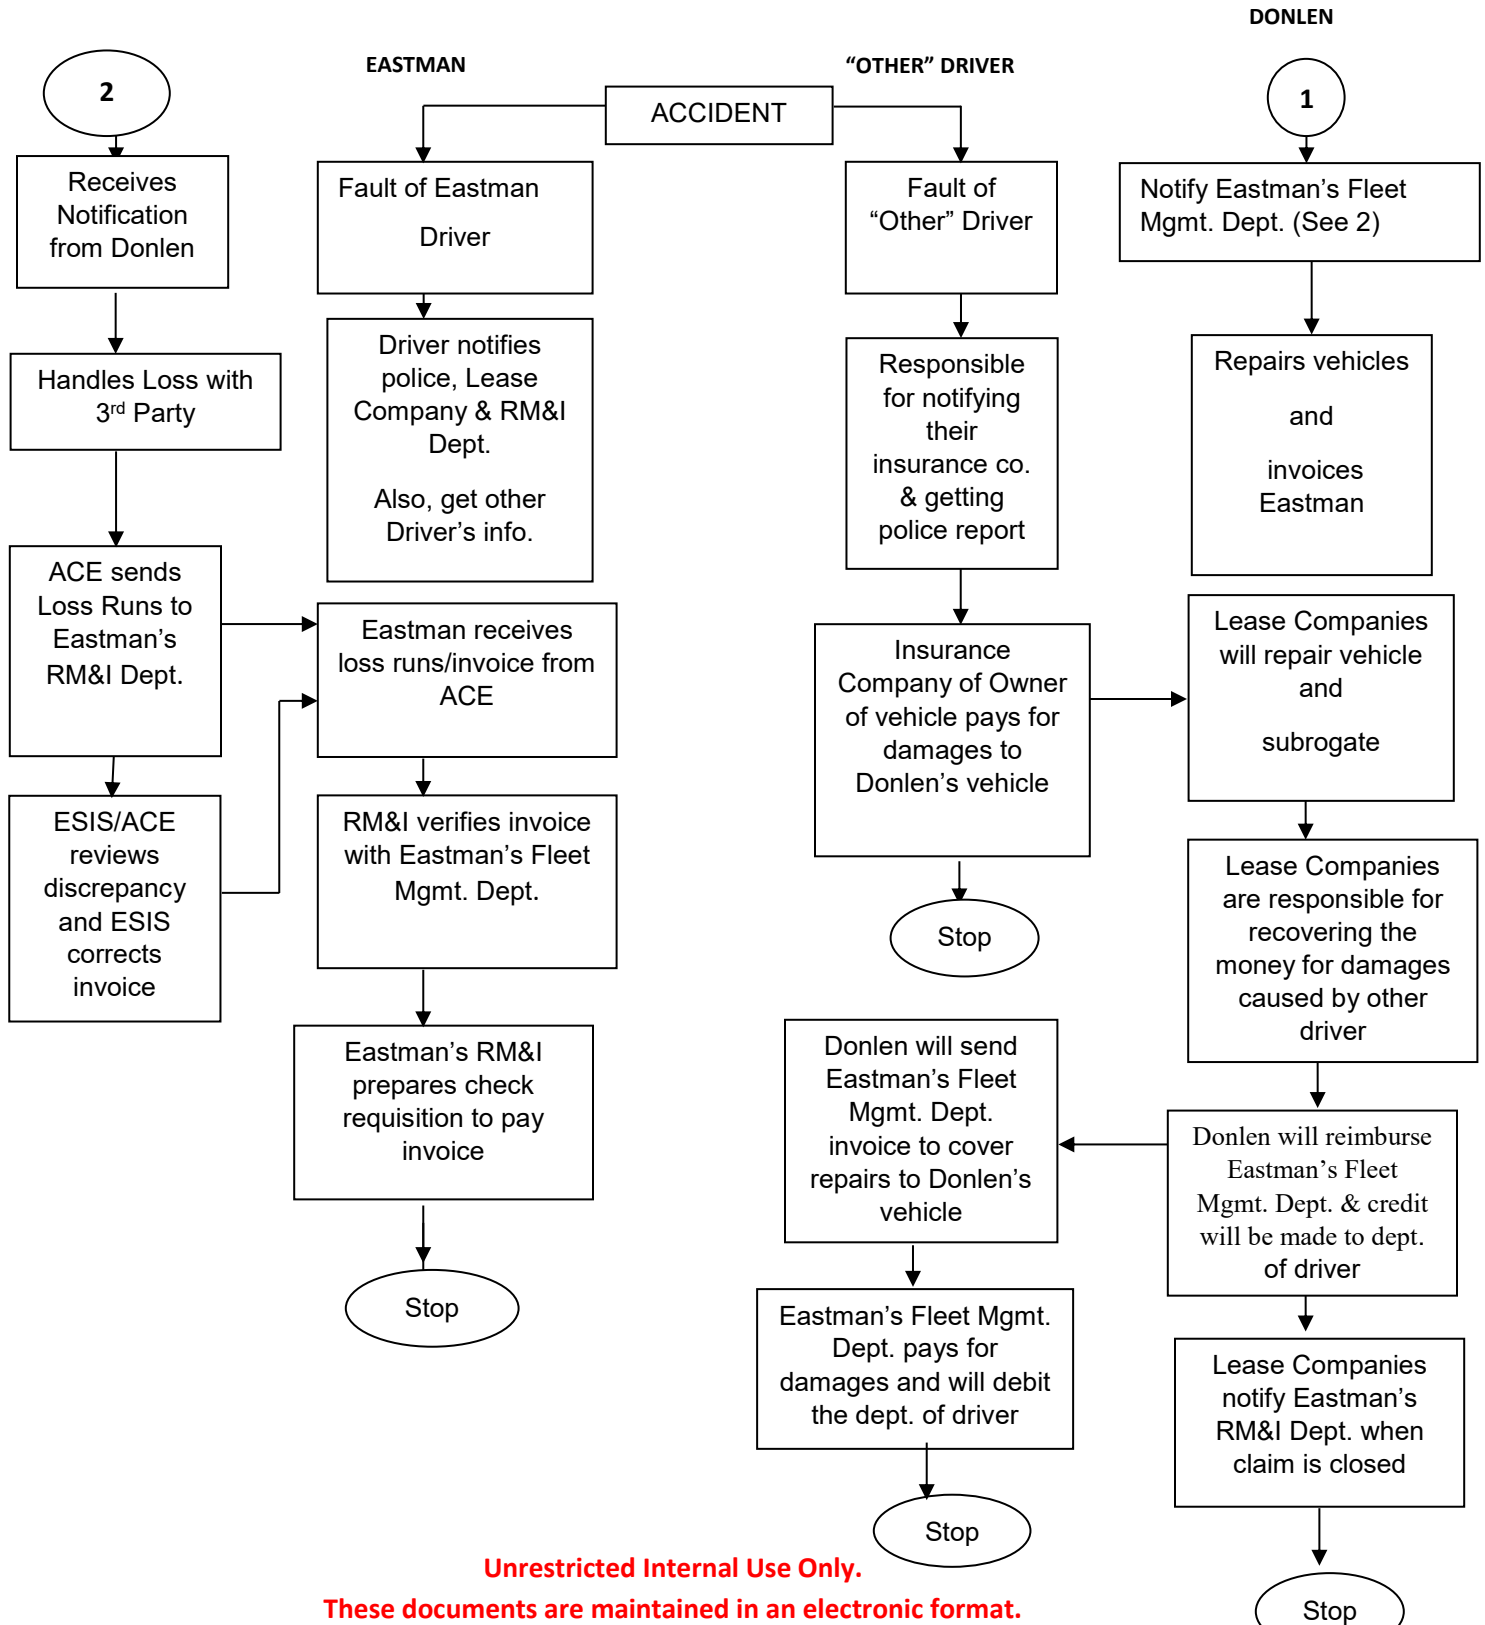 DONLEN
EASTMAN
“OTHER” DRIVER
2
Receives
Notification
from Donlen
Handles Loss with
3rd Party
ACE sends
Loss Runs to
Eastman’s
RM&I Dept.
ESIS/ACE
reviews
discrepancy
and ESIS
corrects
invoice
ACCIDENT
Fault of Eastman
Driver
Driver notifies
police, Lease
Company & RM&I
Dept.
Also, get other
Driver’s info.
Eastman receives
loss runs/invoice from
ACE
RM&I verifies invoice
with Eastman’s Fleet
Mgmt. Dept.
Eastman’s RM&I
prepares check
requisition to pay
invoice
Stop
Fault of
“Other” Driver
Responsible
for notifying
their
insurance co.
& getting
police report
Insurance
Company of Owner
of vehicle pays for
damages to
Donlen’s vehicle
Stop
Donlen will send
Eastman’s Fleet
Mgmt. Dept.
invoice to cover
repairs to Donlen’s
vehicle
Eastman’s Fleet Mgmt.
Dept. pays for
damages and will debit
the dept. of driver
Stop
1
Notify Eastman’s Fleet
Mgmt. Dept. (See 2)
Repairs vehicles
and
invoices
Eastman
Lease Companies
will repair vehicle
and
subrogate
Lease Companies
are responsible for
recovering the
money for damages
caused by other
driver
Donlen will reimburse
Eastman’s Fleet
Mgmt. Dept. & credit
will be made to dept.
of driver
Lease Companies
notify Eastman’s
RM&I Dept. when
claim is closed
Stop
Unrestricted Internal Use Only.
These documents are maintained in an electronic format.